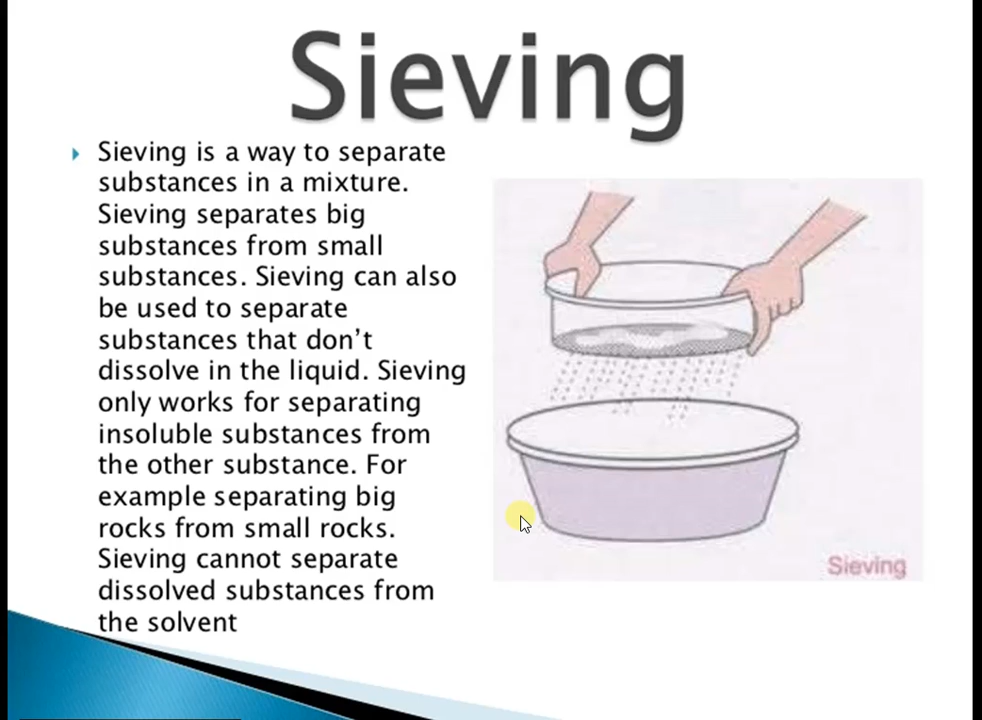 Sieving
Sieving is a way to separate
substances in a mixture.
Sieving separates big
substances from small
substances. Sieving can also
be used to separate
substances that don’t
dissolve in the liquid. Sieving
only works for separating
insoluble substances from
the other substance. For
example separating big
rocks from small rocks.
Sieving cannot separate
dissolved substances from
the solvent
Sieving